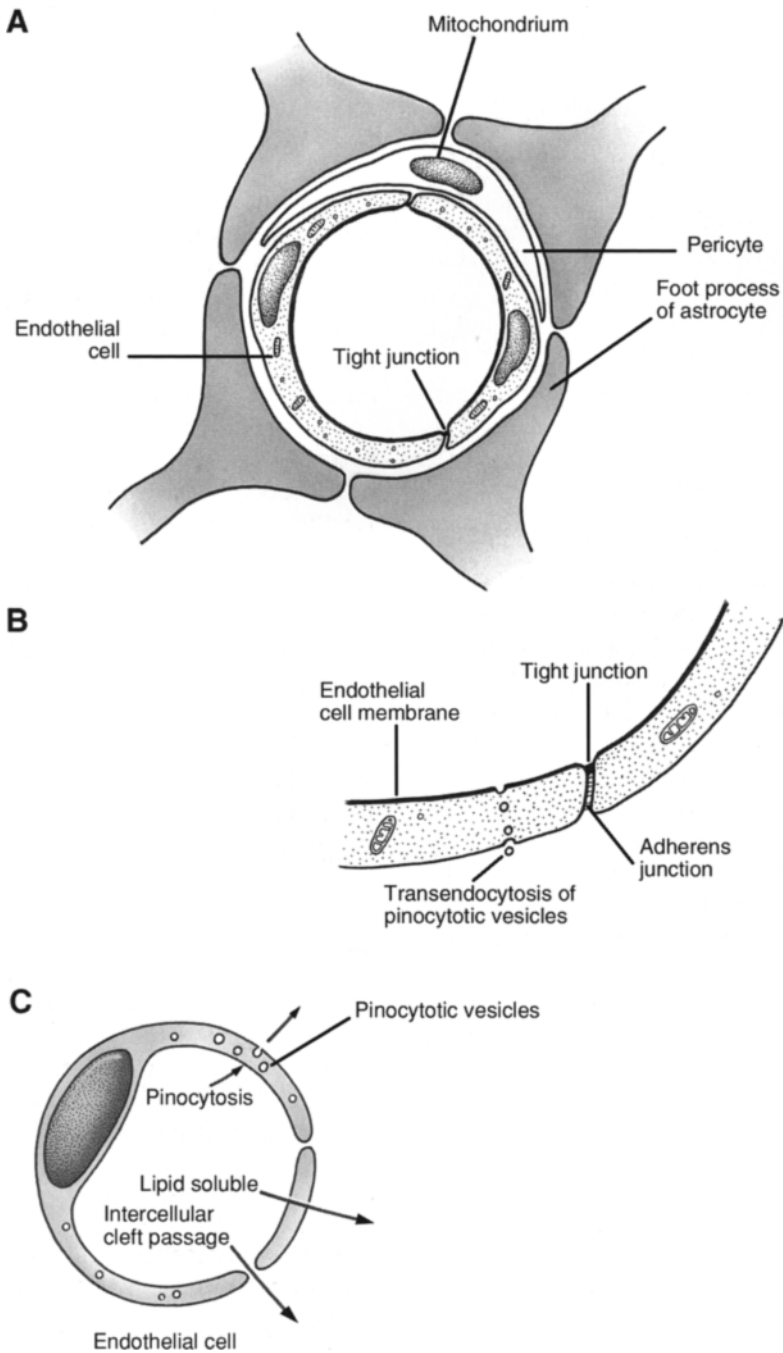 A
Mitochondrium
Pericyte
Foot process
of astrocyte
Endothelial
cell
Tight junction
B
Tight junction
Endothelial
cell membrane
Adherens
junction
Transendocytosis of
pinocytotic vesicles
C
Pinocytotic vesicles
Pinocytosis
Lipid soluble
Intercellular
cleft passage
Endothelial cell